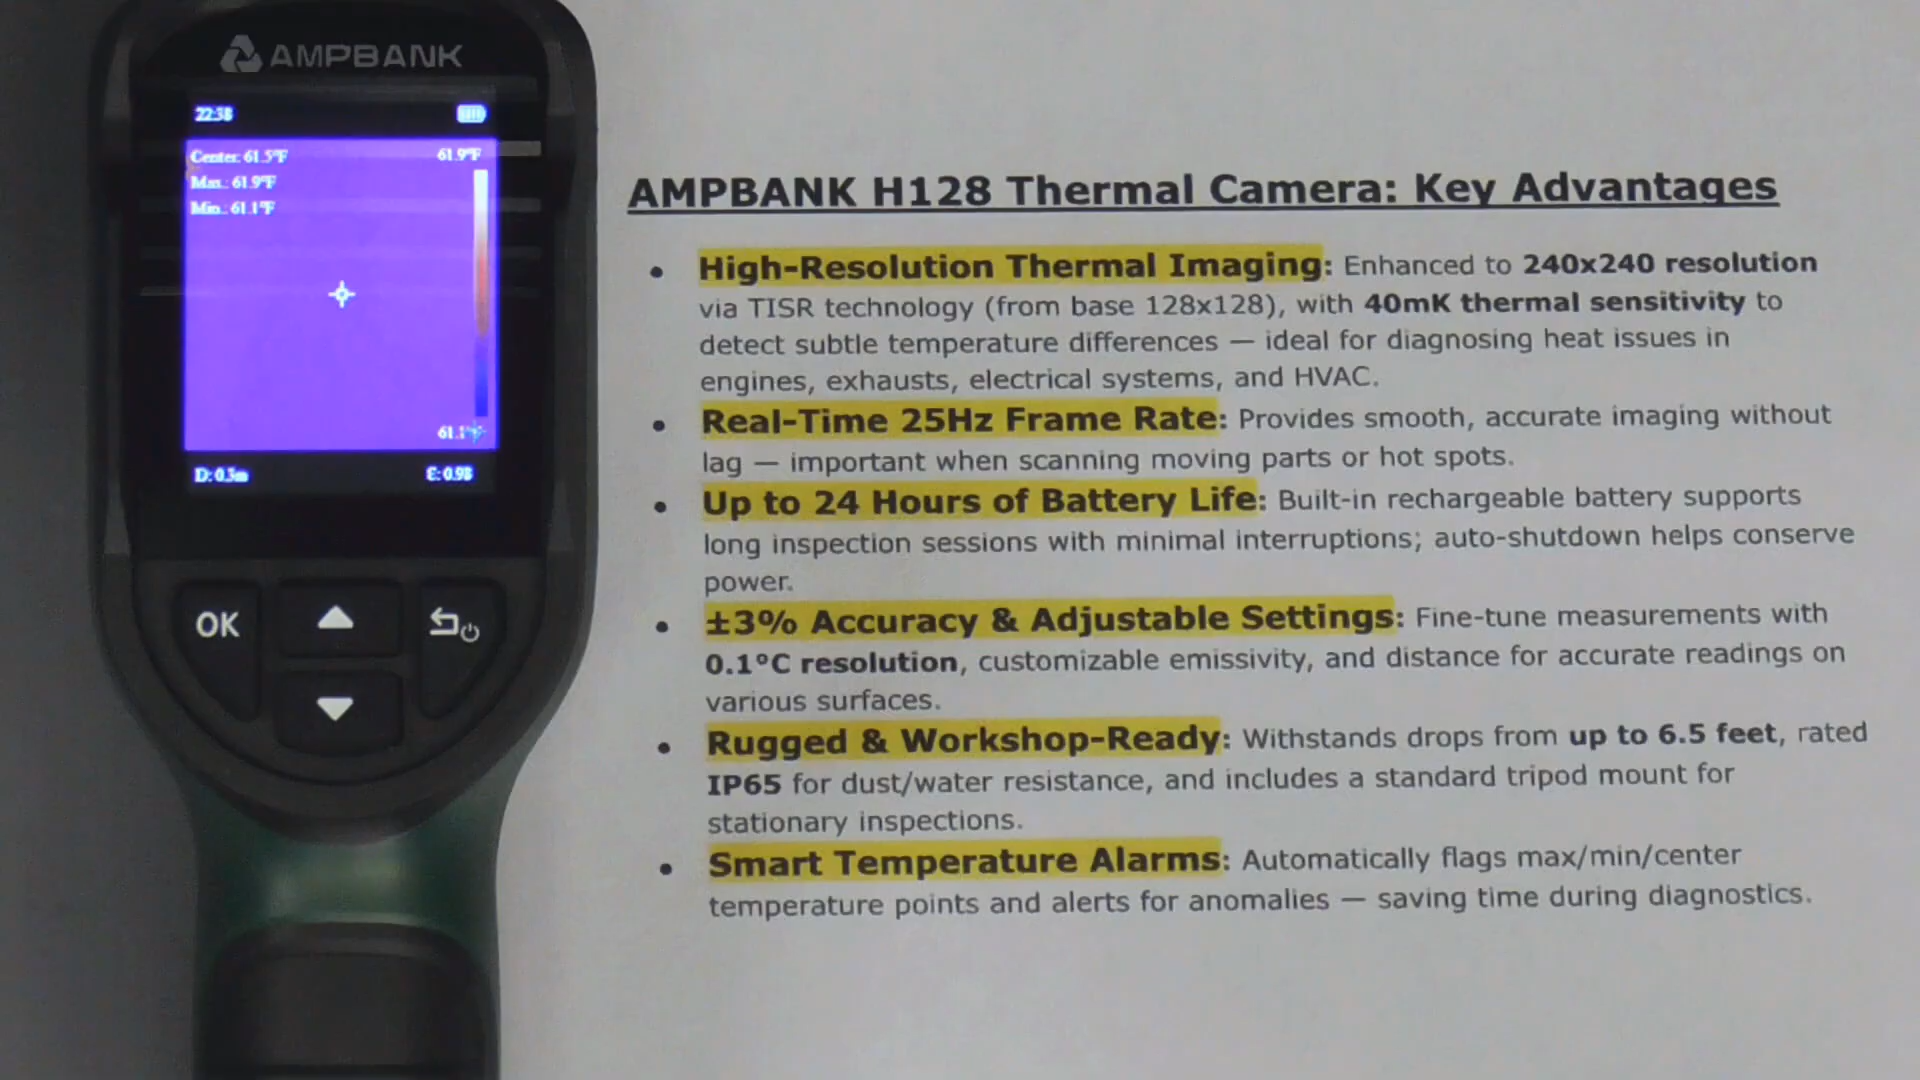 AMPBANK
22:38
Center: 61.5°F
61.9°F
Max.: 61.9°F
Min.: 61.1°F
61.1°F
D: 0.3m
E: 0.98
OK
AMPBANK H128 Thermal Camera: Key Advantages
• High-Resolution Thermal Imaging: Enhanced to 240x240 resolution
via TISR technology (from base 128x128), with 40mK thermal sensitivity to
detect subtle temperature differences — ideal for diagnosing heat issues in
engines, exhausts, electrical systems, and HVAC.
• Real-Time 25Hz Frame Rate: Provides smooth, accurate imaging without
lag — important when scanning moving parts or hot spots.
• Up to 24 Hours of Battery Life: Built-in rechargeable battery supports
long inspection sessions with minimal interruptions; auto-shutdown helps conserve
power.
• ±3% Accuracy & Adjustable Settings: Fine-tune measurements with
0.1°C resolution, customizable emissivity, and distance for accurate readings on
various surfaces.
• Rugged & Workshop-Ready: Withstands drops from up to 6.5 feet, rated
IP65 for dust/water resistance, and includes a standard tripod mount for
stationary inspections.
• Smart Temperature Alarms: Automatically flags max/min/center
temperature points and alerts for anomalies — saving time during diagnostics.